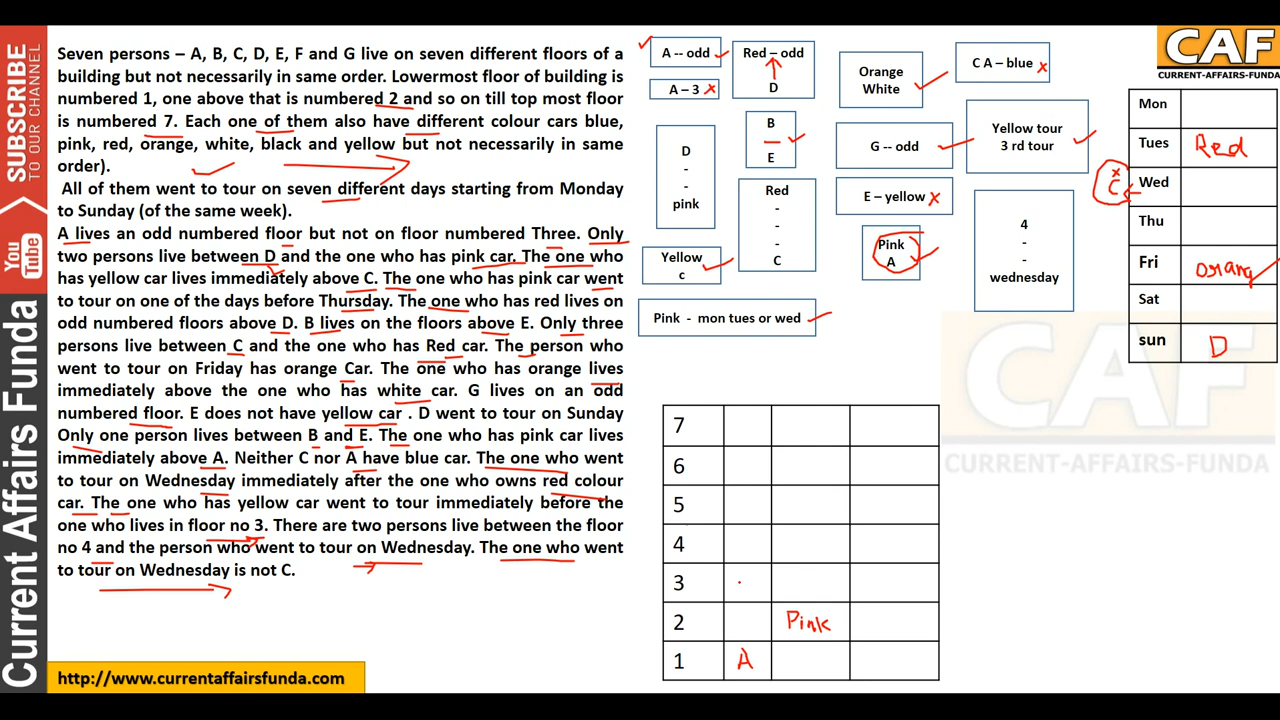 SUBSCRIBE
CHANNEL
You Tube
Current Affairs Funda
Seven persons – A, B, C, D, E, F and G live on seven different floors of a
building but not necessarily in same order. Lowermost floor of building is
numbered 1, one above that is numbered 2 and so on till top most floor
is numbered 7. Each one of them also have different colour cars blue,
pink, red, orange, white, black and yellow but not necessarily in same
order).
All of them went to tour on seven different days starting from Monday
to Sunday (of the same week).
A lives an odd numbered floor but not on floor numbered Three. Only
two persons live between D and the one who has pink car. The one who
has yellow car lives immediately above C. The one who has pink car went
to tour on one of the days before Thursday. The one who has red lives on
odd numbered floors above D. B lives on the floors above E. Only three
persons live between C and the one who has Red car. The person who
went to tour on Friday has orange Car. The one who has orange lives
immediately above the one who has white car. G lives on an odd
numbered floor. E does not have yellow car . D went to tour on Sunday
Only one person lives between B and E. The one who has pink car lives
immediately above A. Neither C nor A have blue car. The one who went
to tour on Wednesday immediately after the one who owns red colour
car. The one who has yellow car went to tour immediately before the
one who lives in floor no 3. There are two persons live between the floor
no 4 and the person who went to tour on Wednesday. The one who went
to tour on Wednesday is not C.
http://www.currentaffairsfunda.com
A -- odd
A – 3 x
D
-
-
pink
Yellow
c
Pink - mon tues or wed
Red – odd
D
B
E
Red
-
-
-
C
Orange
White
G -- odd
E – yellow x
Pink
A
C A – blue x
Yellow tour
3 rd tour
4
-
-
wednesday
x
C
CAF
CURRENT-AFFAIRS-FUNDA
Mon
Tues Red
Wed
Thu
Fri orang
Sat
sun D
CAF
CURRENT-AFFAIRS-FUNDA
7
6
5
4
3
2 Pink
1 A